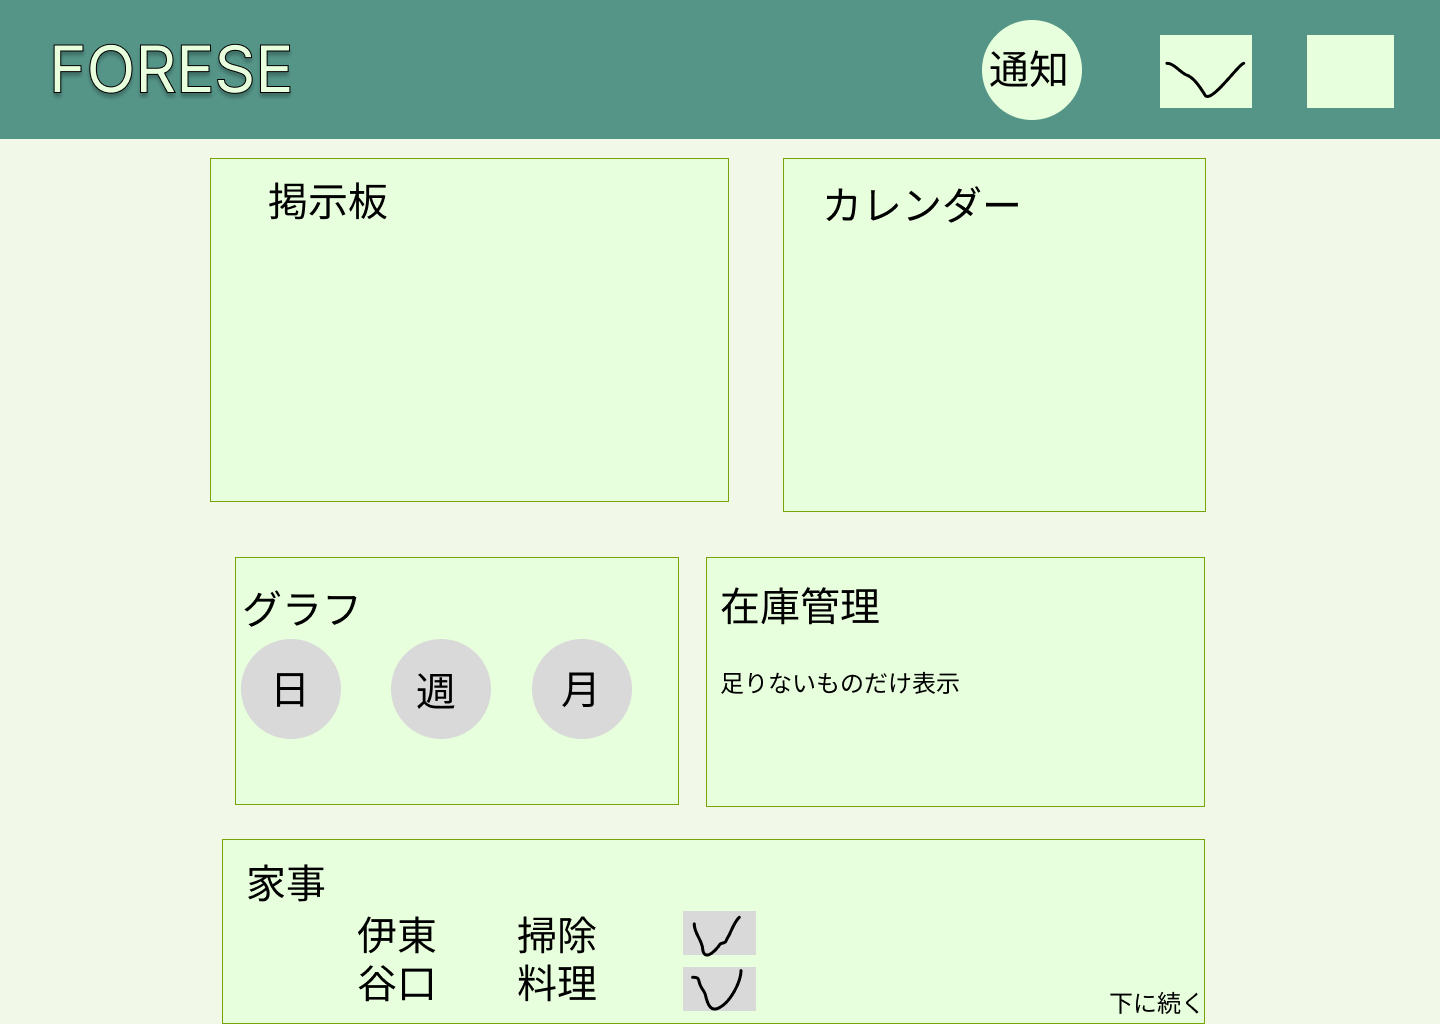 FORESE
通知
掲示板
カレンダー
グラフ
日 週 月
在庫管理
足りないものだけ表示
家事
伊東 掃除
谷口 料理
下に続く